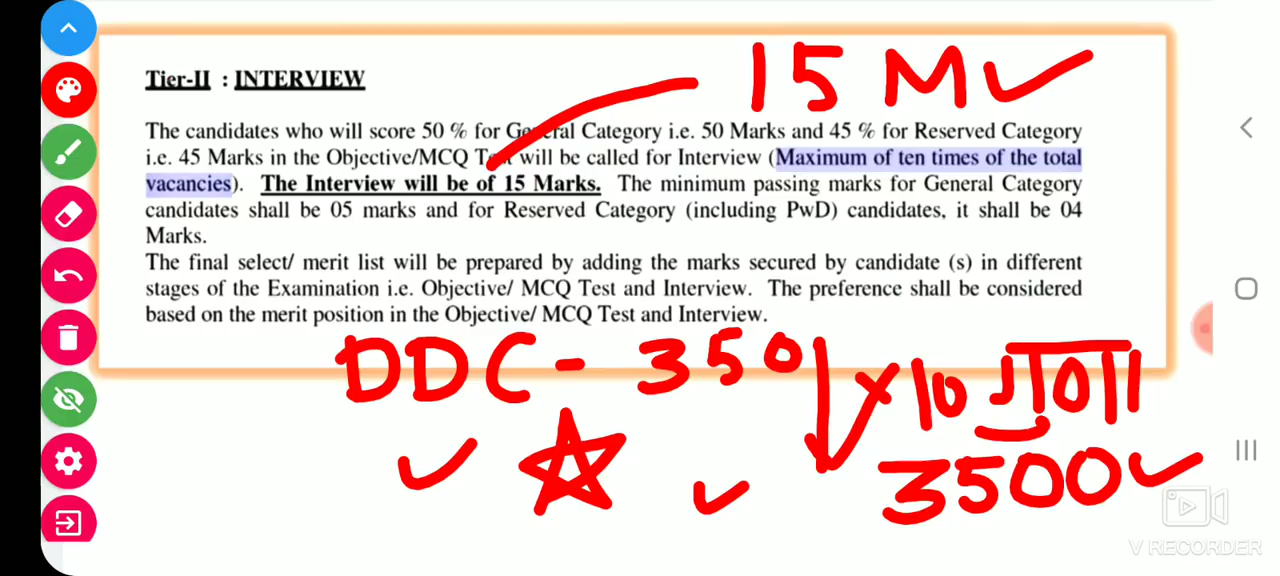 15 M
Tier-II : INTERVIEW
The candidates who will score 50 % for General Category i.e. 50 Marks and 45 % for Reserved Category
i.e. 45 Marks in the Objective/MCQ Test will be called for Interview (Maximum of ten times of the total
vacancies). The Interview will be of 15 Marks. The minimum passing marks for General Category
candidates shall be 05 marks and for Reserved Category (including PwD) candidates, it shall be 04
Marks.
The final select/ merit list will be prepared by adding the marks secured by candidate (s) in different
stages of the Examination i.e. Objective/ MCQ Test and Interview. The preference shall be considered
based on the merit position in the Objective/ MCQ Test and Interview.
DDC - 350 × 10 गुणा
3500
V RECORDER